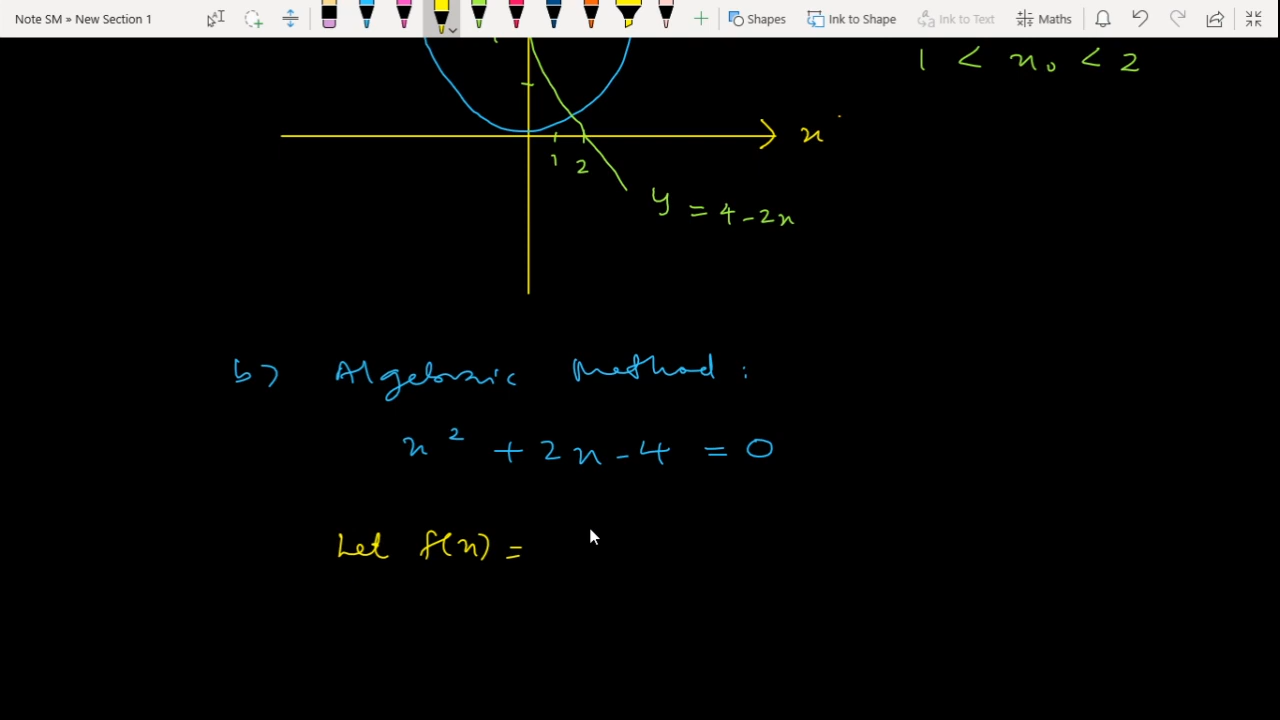 Note SM » New Section 1
Shapes
Ink to Shape
Ink to Text
Maths
1 < x₀ < 2
x
1
2
y = 4 - 2x
b) Algebraic Method :
x² + 2x - 4 = 0
Let f(x) =